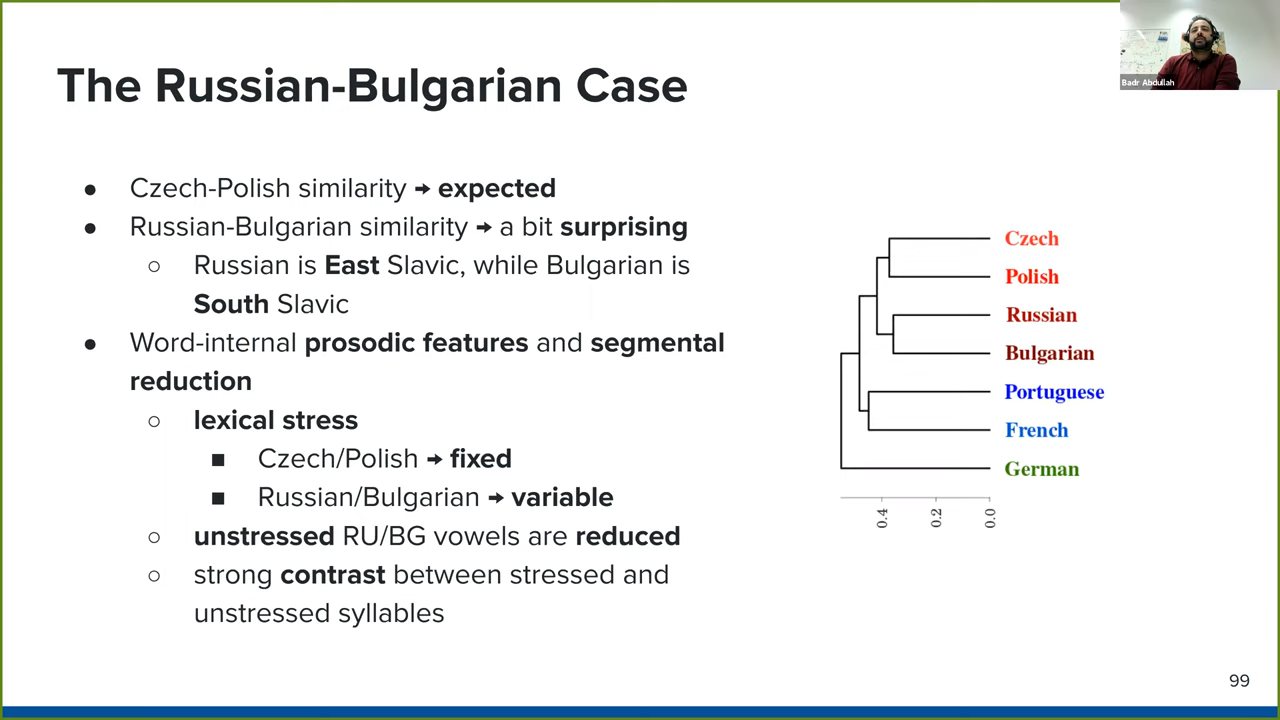 The Russian-Bulgarian Case
Badr Abdullah
● Czech-Polish similarity → expected
● Russian-Bulgarian similarity → a bit surprising
○ Russian is East Slavic, while Bulgarian is
South Slavic
● Word-internal prosodic features and segmental
reduction
○ lexical stress
■ Czech/Polish → fixed
■ Russian/Bulgarian → variable
○ unstressed RU/BG vowels are reduced
○ strong contrast between stressed and
unstressed syllables
Czech
Polish
Russian
Bulgarian
Portuguese
French
German
0.4 0.2 0.0
99